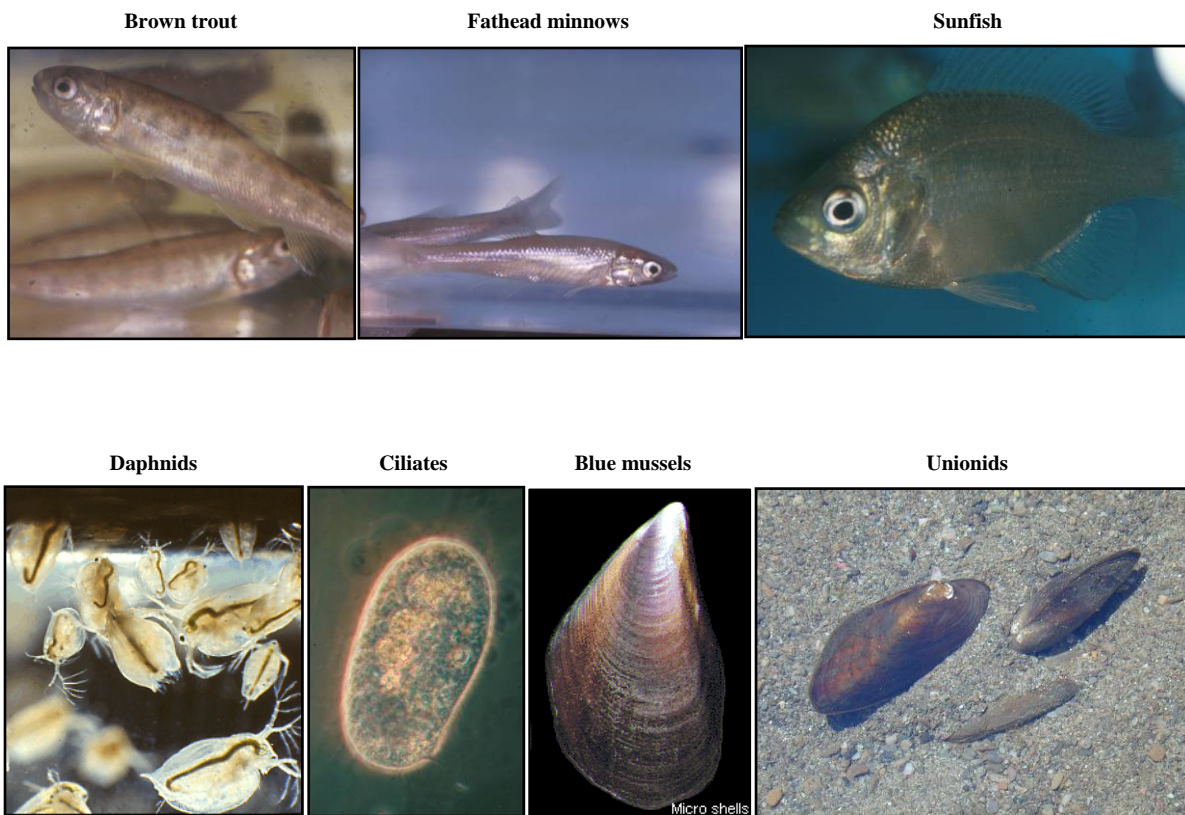 Brown trout
Fathead minnows
Sunfish
Daphnids
Ciliates
Blue mussels
Unionids
Micro shells